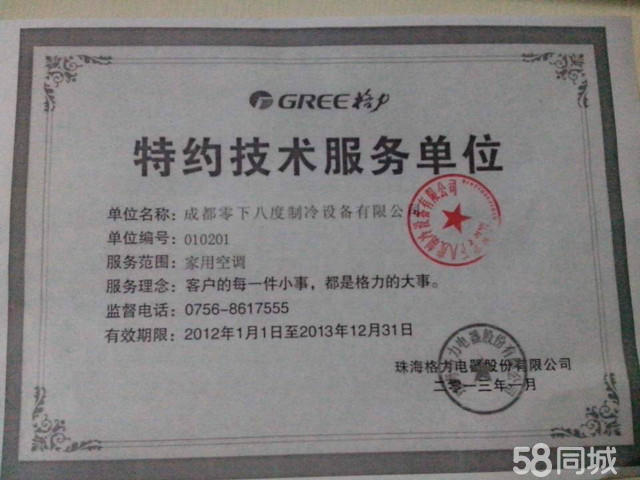 GREE格力
特约技术服务单位
单位名称：成都零下八度制冷设备有限公
单位编号：010201
服务范围：家用空调
服务理念：客户的每一件小事，都是格力的大事。
监督电话：0756-8617555
有效期限：2012年1月1日至2013年12月31日
珠海格力电器股份有限公司
二零一三年一月
58同城